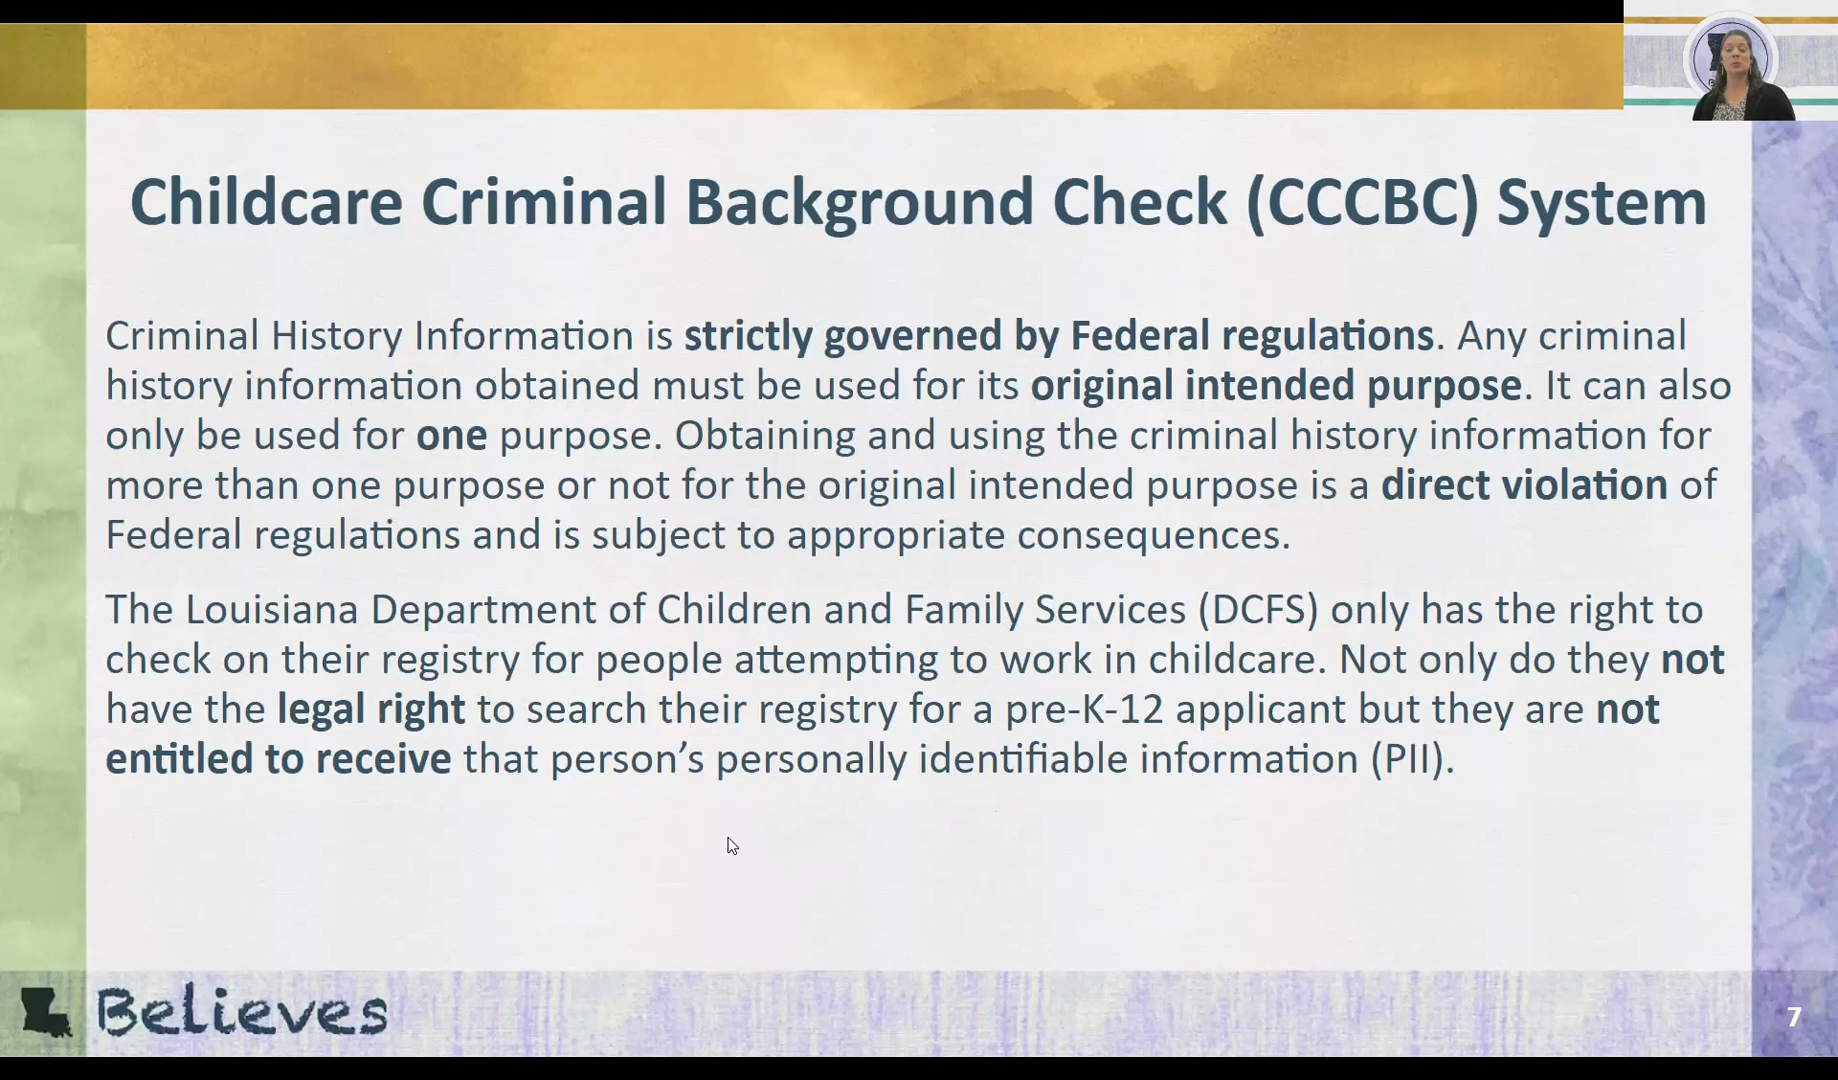 Childcare Criminal Background Check (CCCBC) System
Criminal History Information is strictly governed by Federal regulations. Any criminal
history information obtained must be used for its original intended purpose. It can also
only be used for one purpose. Obtaining and using the criminal history information for
more than one purpose or not for the original intended purpose is a direct violation of
Federal regulations and is subject to appropriate consequences.
The Louisiana Department of Children and Family Services (DCFS) only has the right to
check on their registry for people attempting to work in childcare. Not only do they not
have the legal right to search their registry for a pre-K-12 applicant but they are not
entitled to receive that person’s personally identifiable information (PII).
Believes
7